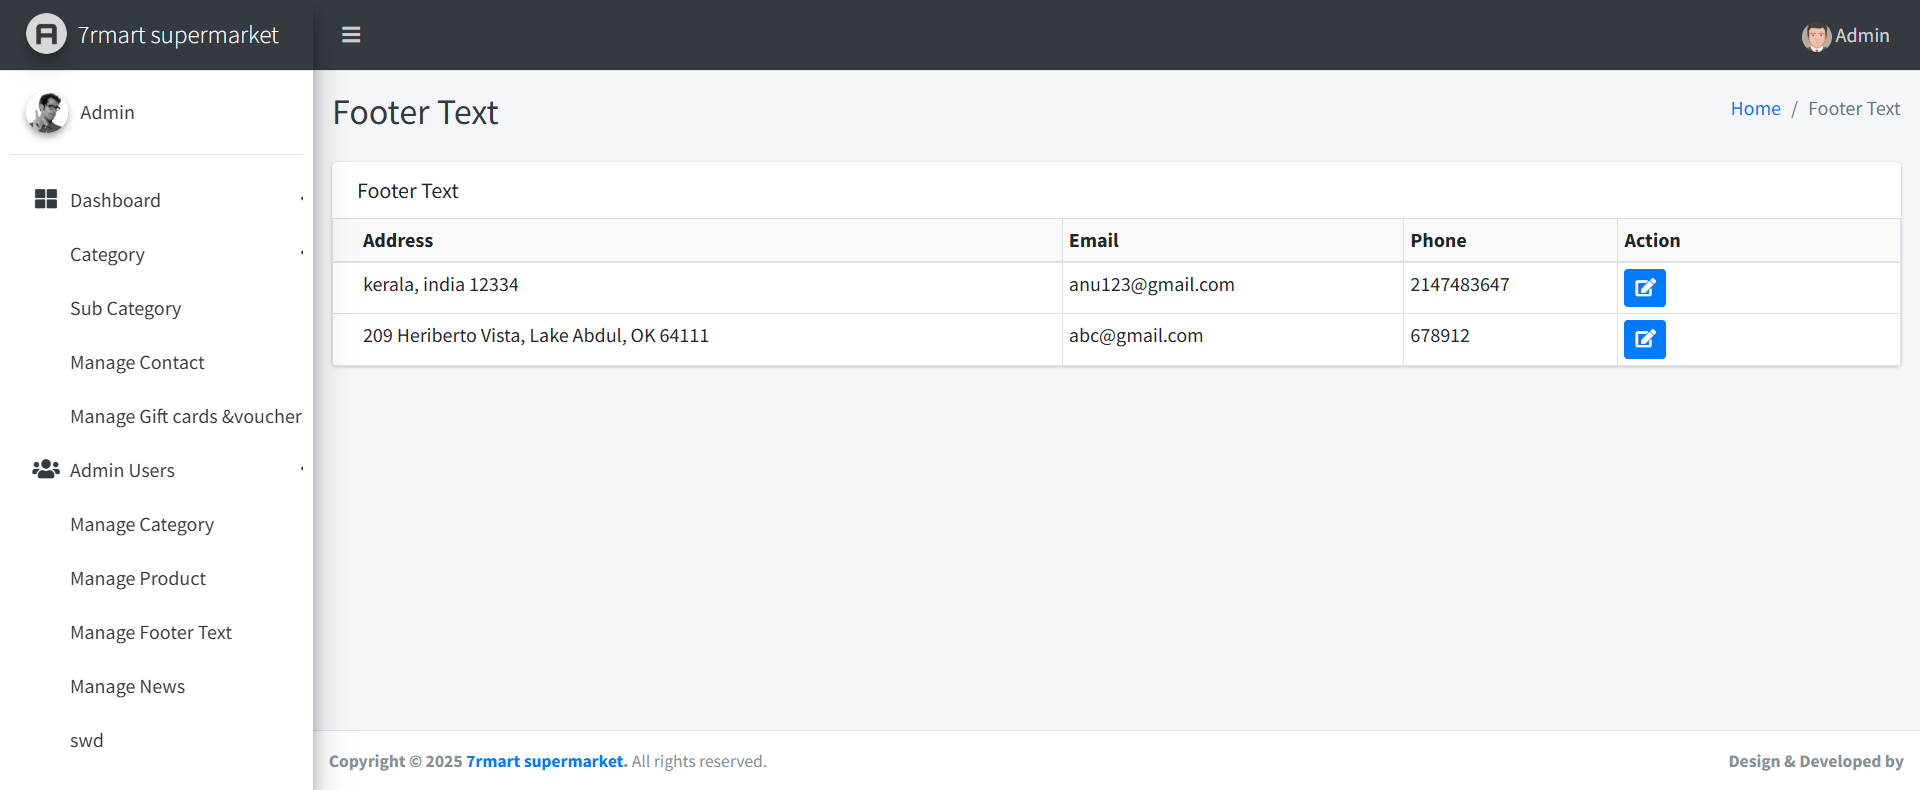 7rmart supermarket
Admin
Admin
Footer Text
Home / Footer Text
Dashboard
Category
Sub Category
Manage Contact
Manage Gift cards &voucher
Admin Users
Manage Category
Manage Product
Manage Footer Text
Manage News
swd
Footer Text
Address Email Phone Action
kerala, india 12334 anu123@gmail.com 2147483647
209 Heriberto Vista, Lake Abdul, OK 64111 abc@gmail.com 678912
Copyright © 2025 7rmart supermarket. All rights reserved.
Design & Developed by